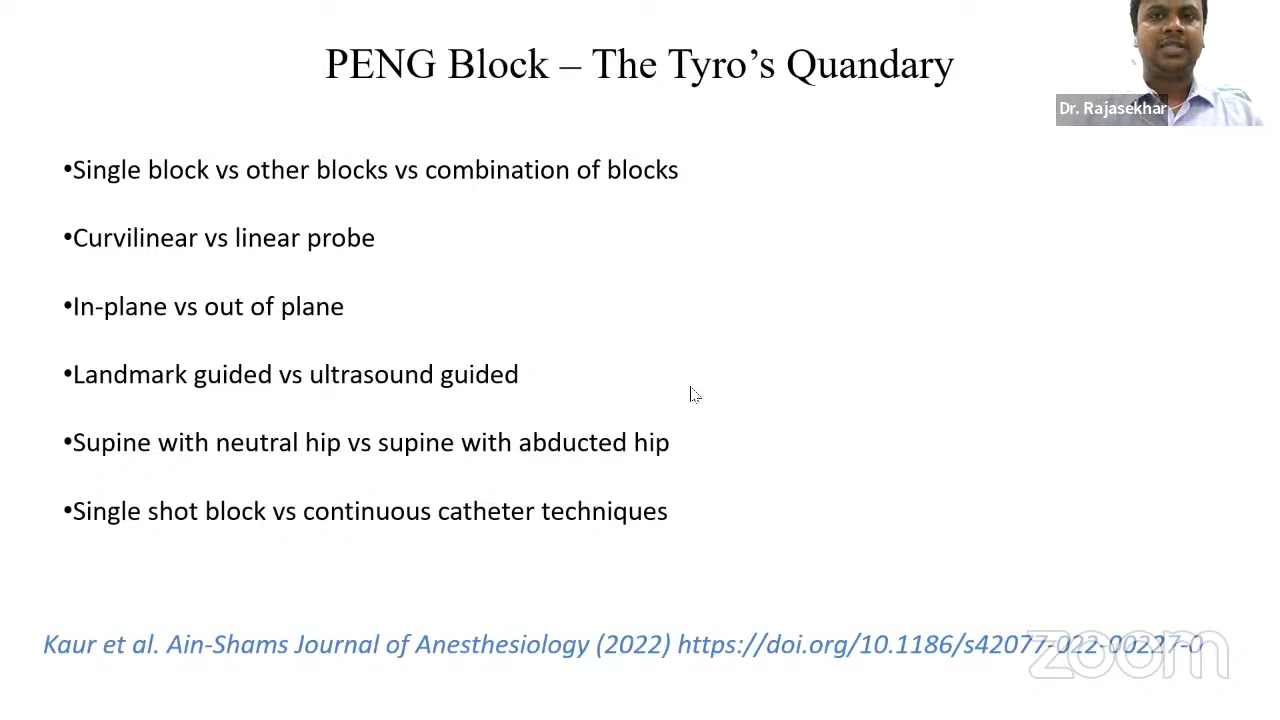 PENG Block – The Tyro’s Quandary
Dr. Rajasekhar
•Single block vs other blocks vs combination of blocks
•Curvilinear vs linear probe
•In-plane vs out of plane
•Landmark guided vs ultrasound guided
•Supine with neutral hip vs supine with abducted hip
•Single shot block vs continuous catheter techniques
Kaur et al. Ain-Shams Journal of Anesthesiology (2022) https://doi.org/10.1186/s42077-022-00227-0
zoom